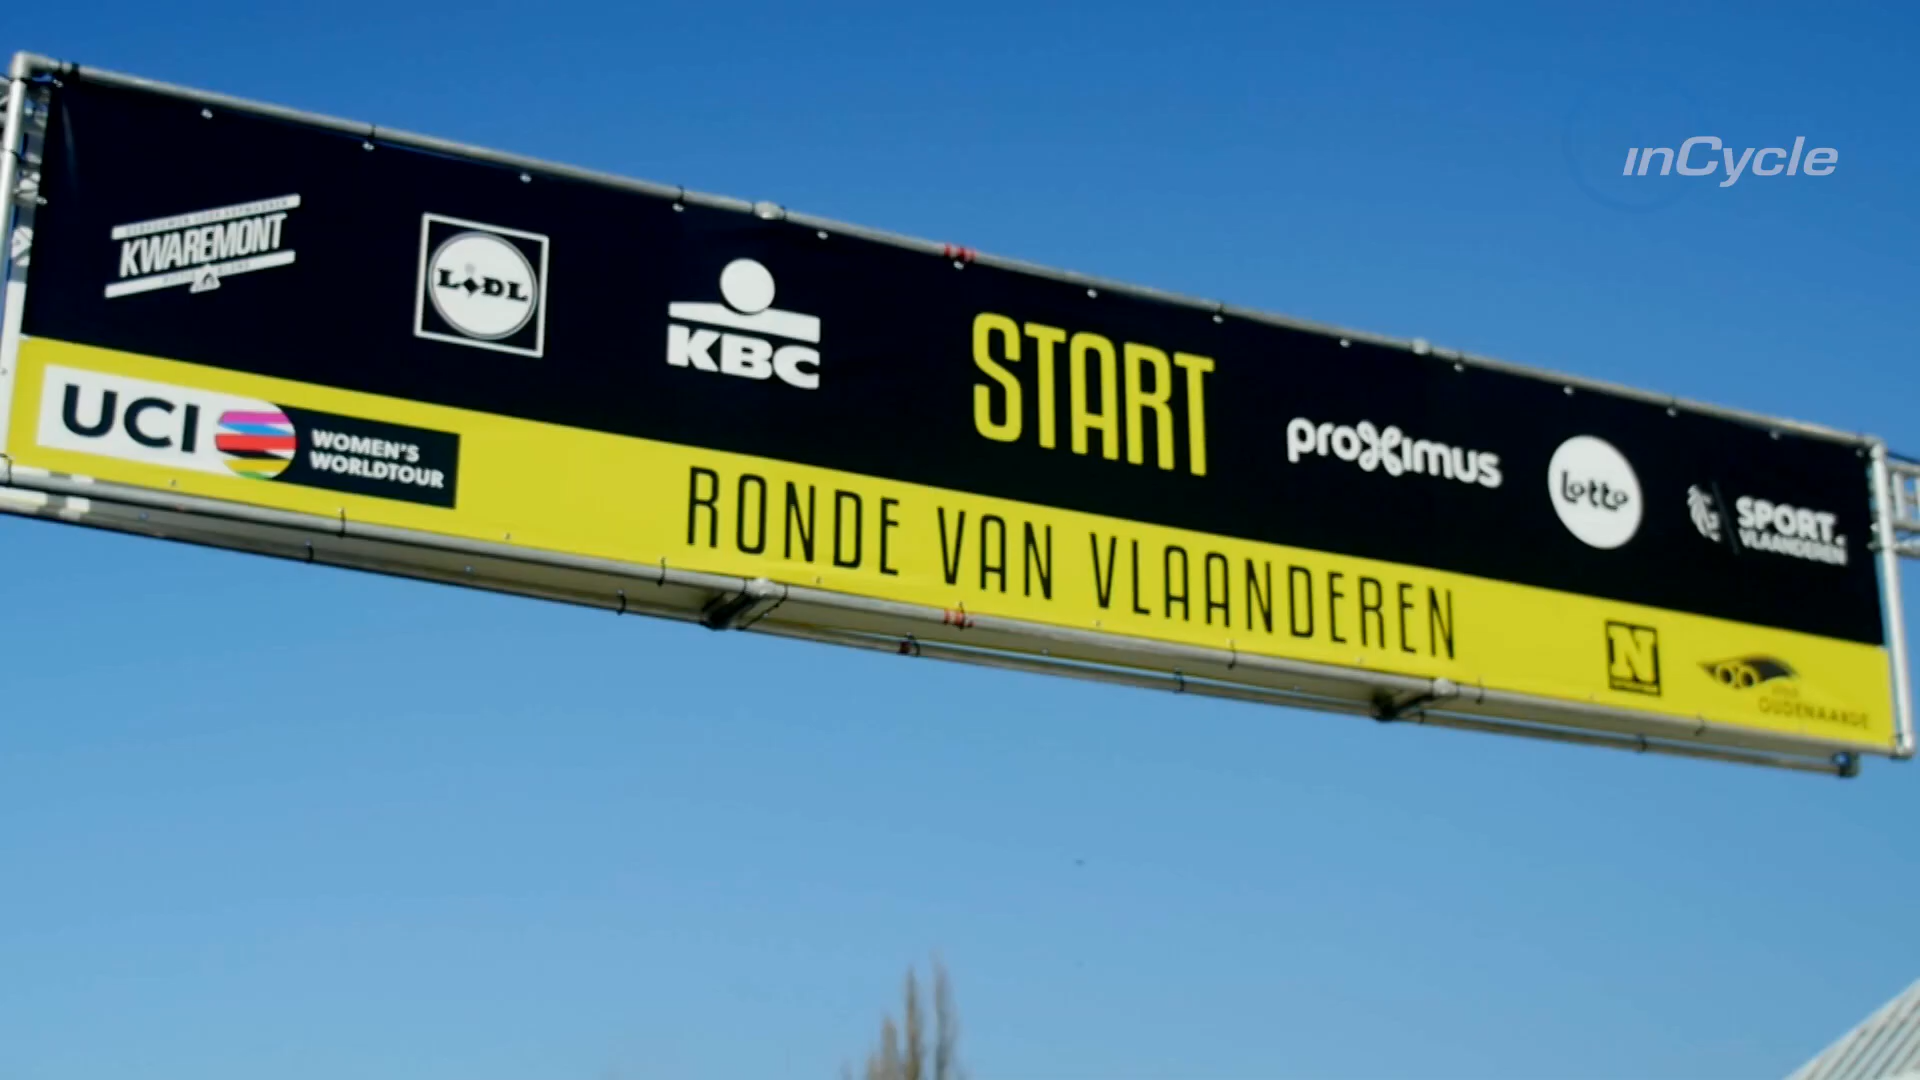 inCycle
KWAREMONT
LIDL
KBC
START
proximus
Lotto
SPORT.
VLAANDEREN
UCI
WOMEN'S
WORLDTOUR
RONDE VAN VLAANDEREN
N
OUDENAARDE